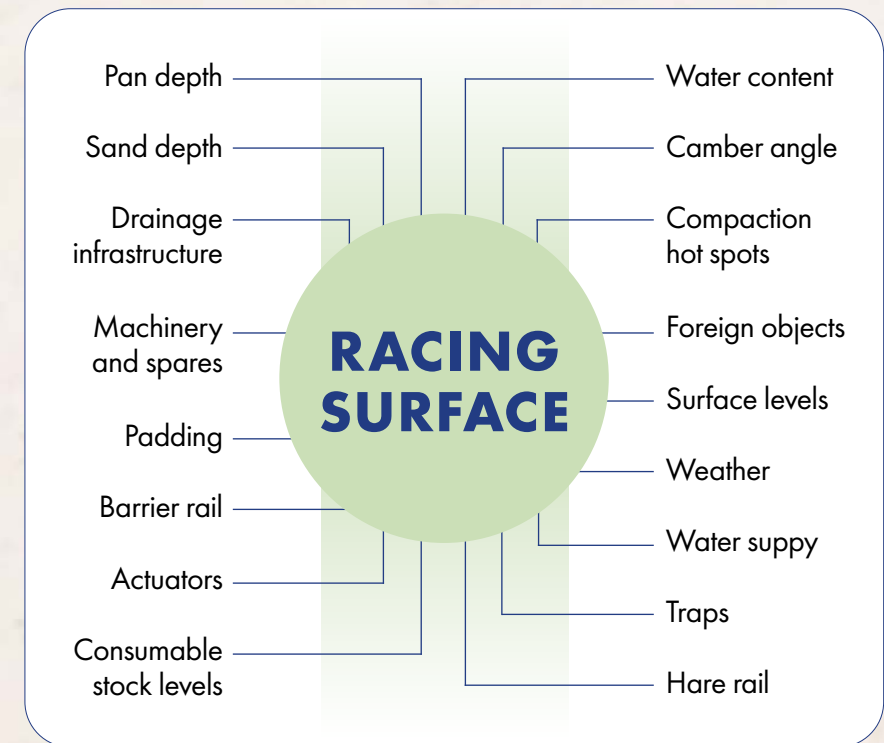 Pan depth
Sand depth
Drainage
infrastructure
Machinery
and spares
Padding
Barrier rail
Actuators
Consumable
stock levels
RACING
SURFACE
Water content
Camber angle
Compaction
hot spots
Foreign objects
Surface levels
Weather
Water suppy
Traps
Hare rail